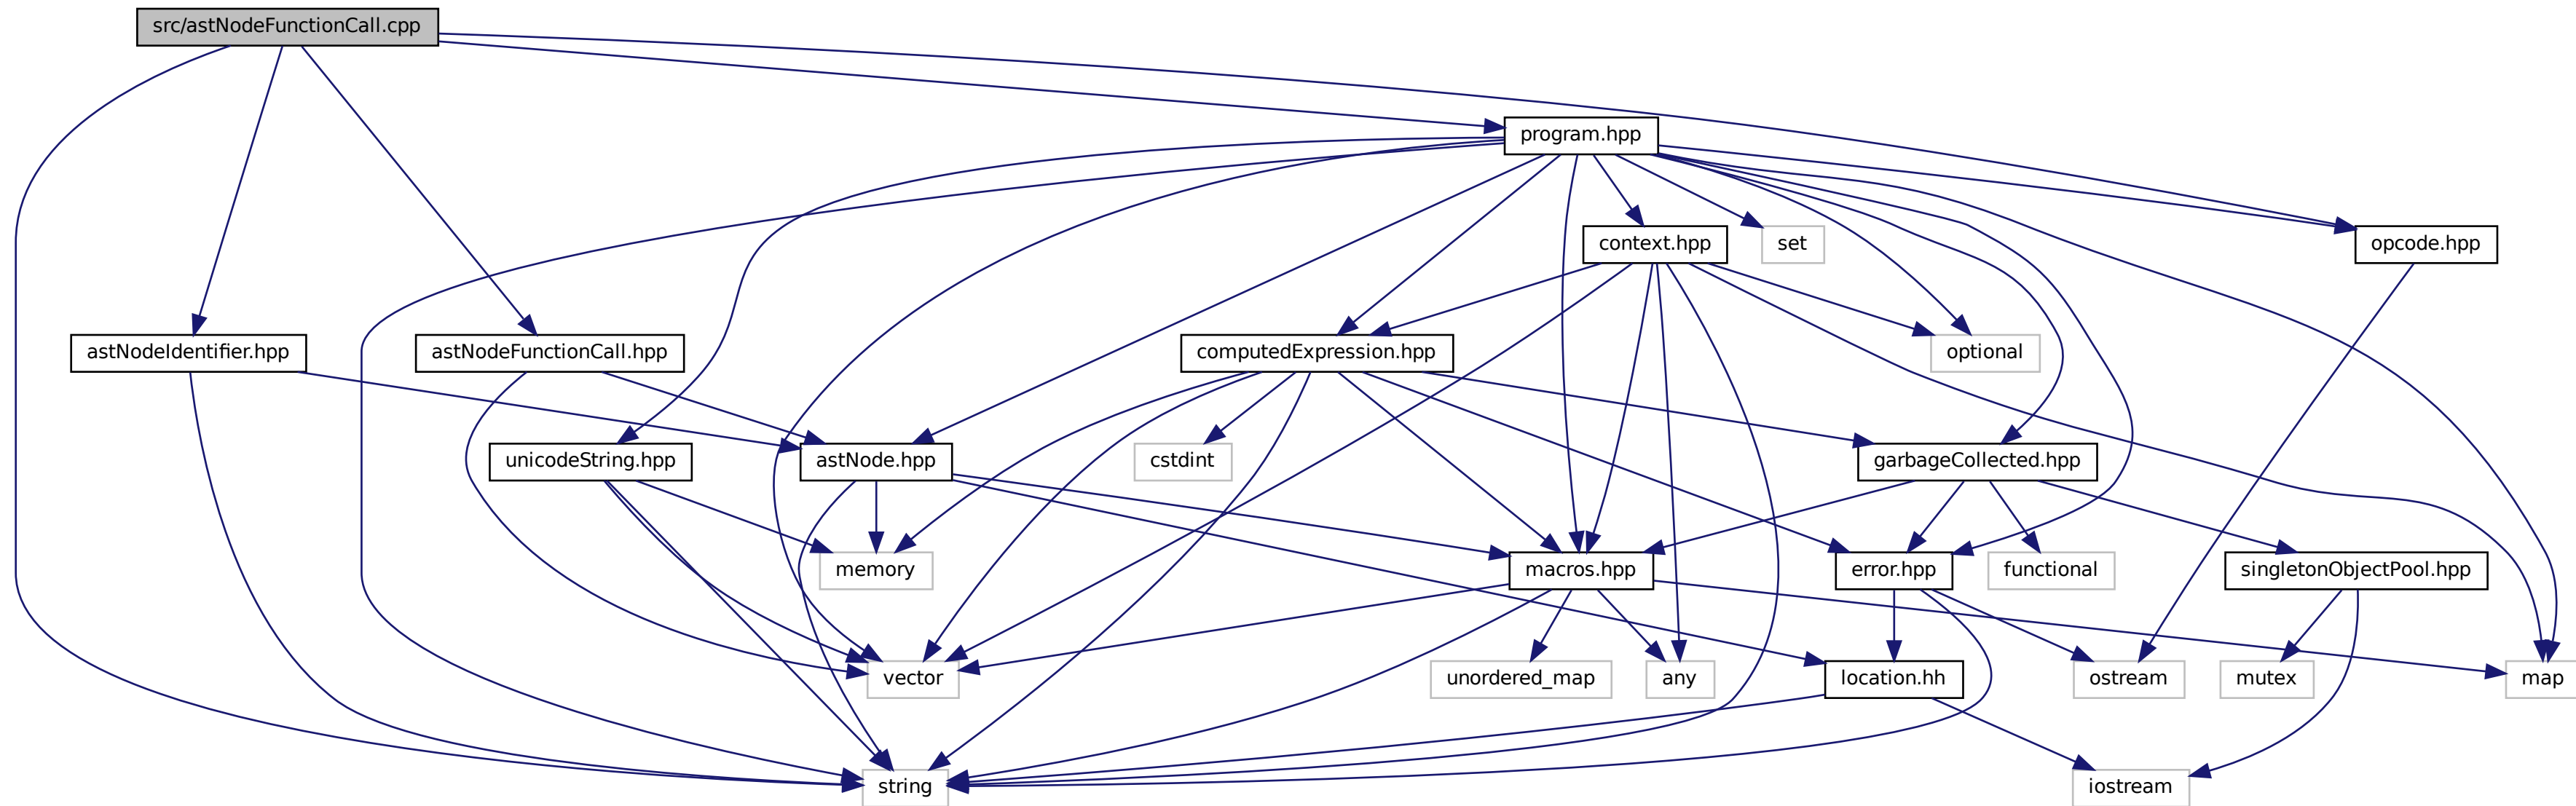 src/astNodeFunctionCall.cpp
program.hpp
context.hpp
set
opcode.hpp
astNodeIdentifier.hpp
astNodeFunctionCall.hpp
computedExpression.hpp
optional
unicodeString.hpp
astNode.hpp
cstdint
garbageCollected.hpp
memory
macros.hpp
error.hpp
functional
singletonObjectPool.hpp
vector
unordered_map
any
location.hh
ostream
mutex
map
string
iostream